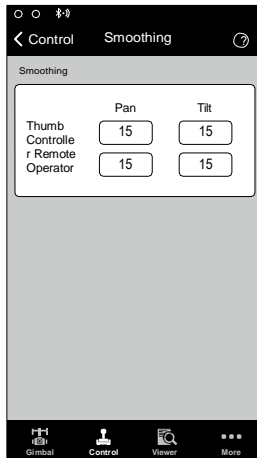 Control Smoothing ?
Smoothing
Pan Tilt
Thumb
Controlle
r Remote
Operator
15 15
15 15
Gimbal Control Viewer More